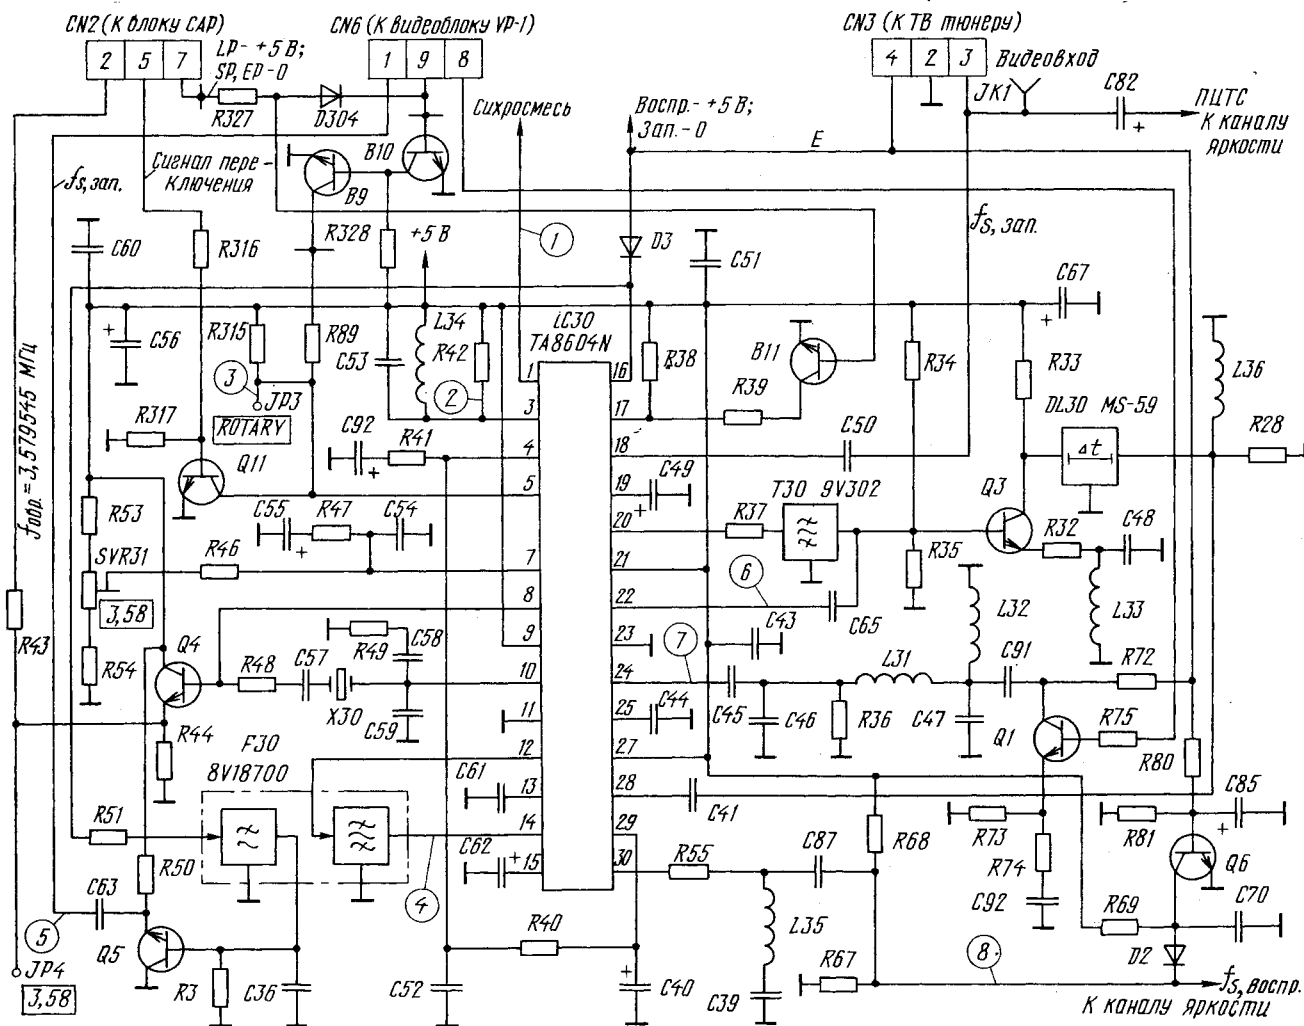 CN2 (К блоку САР)
CN6 (К видеоблоку VP-1)
CN3 (К ТВ тюнеру)
2 5 7
LP- +5 В;
SP, EP-0
1 9 8
4 2 3
Видеовход
JK1
C82
+
ПЦТС
К каналу
яркости
R327
D304
Сихросмесь
Воспр.- +5 В;
Зап.-0
E
B10
B9
fs, зап.
Сигнал пере-
ключения
R328
+5 В
1
D3
fs, зап.
C60
R316
C51
C67
+
+
C56
R315
R89
C53
L34
R42
IC30
TA8604N
R38
B11
R34
R33
L36
3
JP3
ROTARY
2
R39
DL30 MS-59
Δt
R28
R317
Q11
C92
+
R41
C50
fобр.=3,579545 МГц
R53
C55
+
R47
C54
C49
+
T30 9V302
R37
Q3
R32
C48
SVR31
3,58
R46
R35
6
C65
L33
R43
R54
Q4
R48
C57
X30
R49
C58
C59
C43
7
L32
L31
C91
R72
R44
C45
C46
R36
C47
C44
Q1
R75
R80
F30
8V18700
C61
C41
R51
C62
+
4
R73
R74
C92
R81
C85
+
Q6
R50
C63
5
R55
C87
R68
L35
R69
C70
D2
Q5
R40
R67
8
JP4
3,58
R3
C36
C52
+
C40
C39
fs, воспр.
К каналу яркости
1
3
4
5
7
8
9
10
11
12
13
14
15
16
17
18
19
20
21
22
23
24
25
27
28
29
30